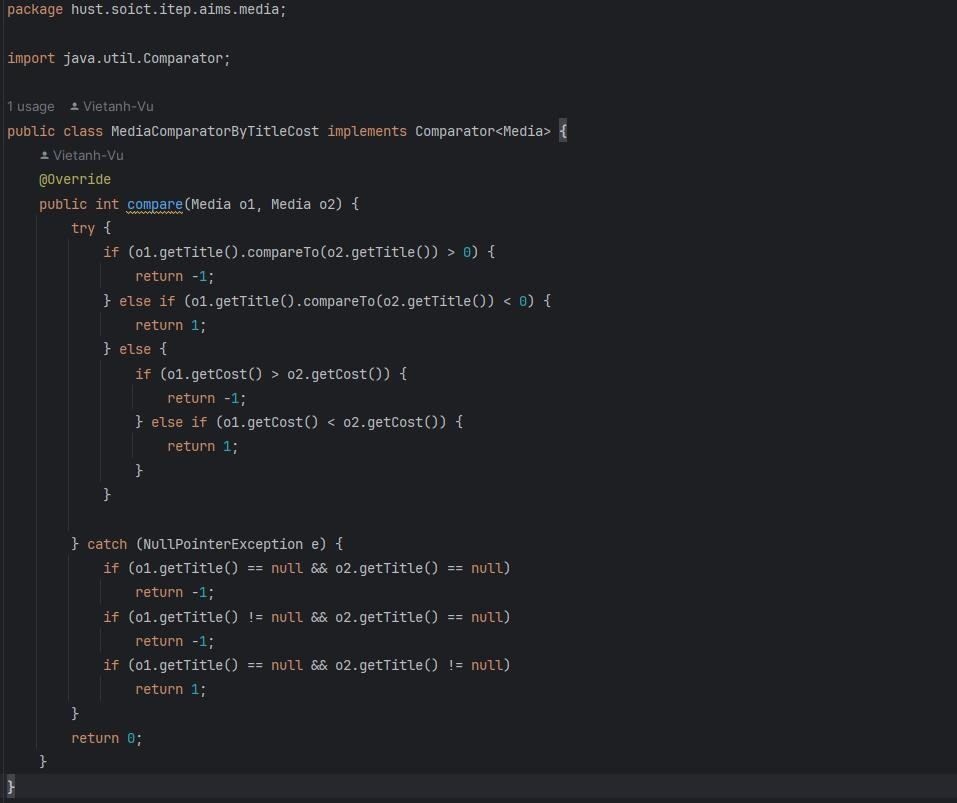 package hust.soict.itep.aims.media;

import java.util.Comparator;

1 usage Vietanh-Vu
public class MediaComparatorByTitleCost implements Comparator<Media> {
    Vietanh-Vu
    @Override
    public int compare(Media o1, Media o2) {
        try {
            if (o1.getTitle().compareTo(o2.getTitle()) > 0) {
                return -1;
            } else if (o1.getTitle().compareTo(o2.getTitle()) < 0) {
                return 1;
            } else {
                if (o1.getCost() > o2.getCost()) {
                    return -1;
                } else if (o1.getCost() < o2.getCost()) {
                    return 1;
                }
            }

        } catch (NullPointerException e) {
            if (o1.getTitle() == null && o2.getTitle() == null)
                return -1;
            if (o1.getTitle() != null && o2.getTitle() == null)
                return -1;
            if (o1.getTitle() == null && o2.getTitle() != null)
                return 1;
        }
        return 0;
    }
}